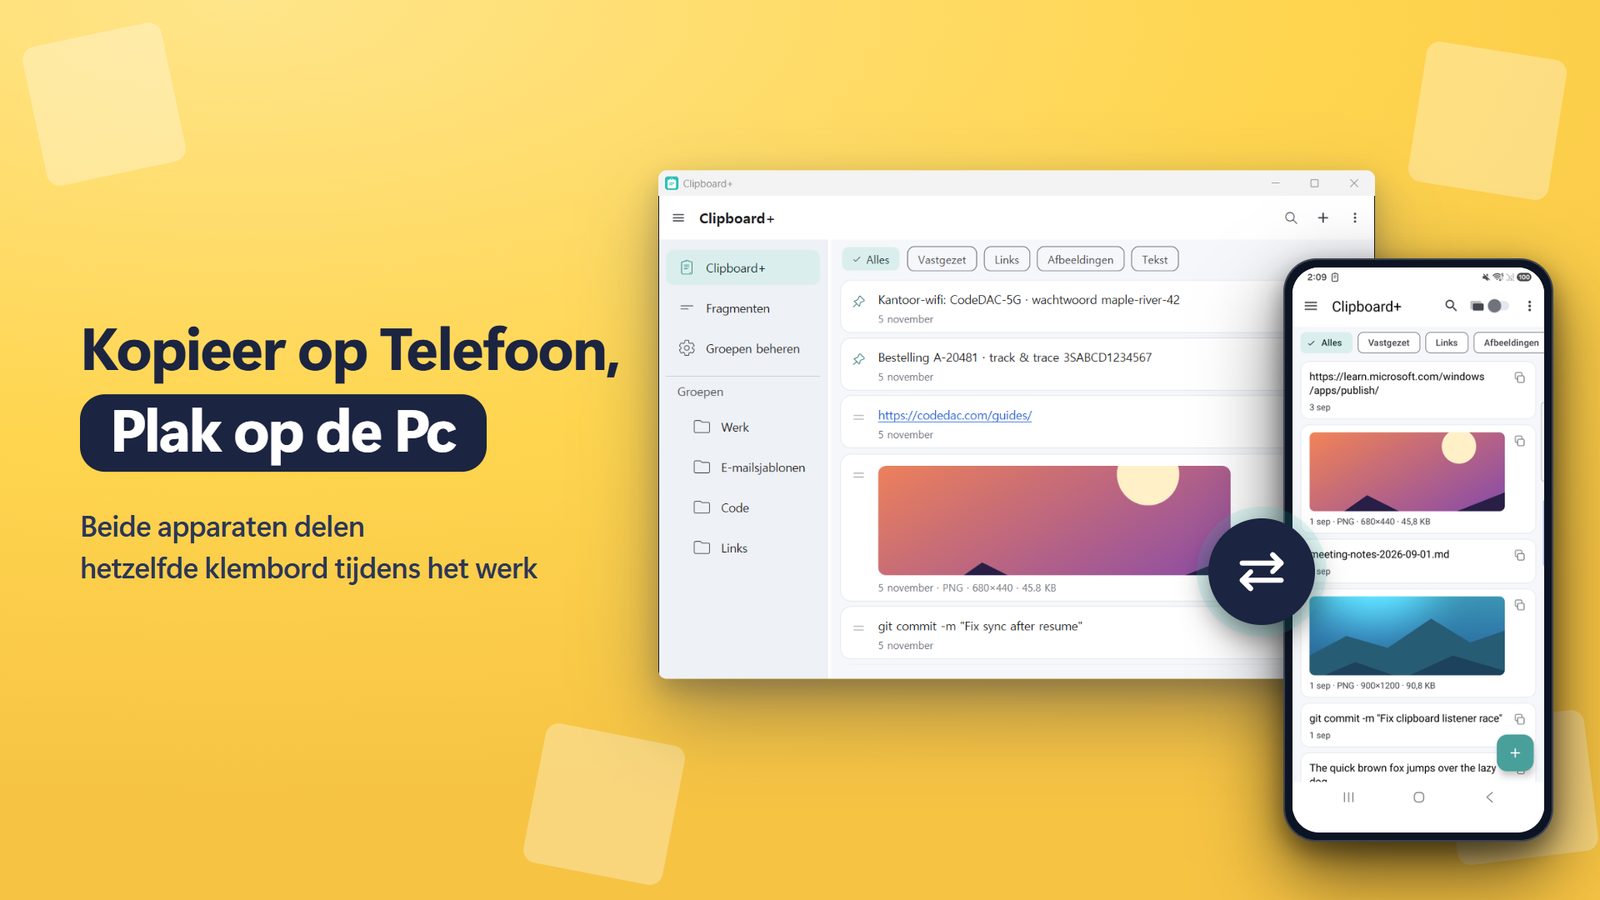 Kopieer op Telefoon,
Plak op de Pc
Beide apparaten delen
hetzelfde klembord tijdens het werk
Clipboard+
Clipboard+
Clipboard+
Fragmenten
Groepen beheren
Groepen
Werk
E-mailsjablonen
Code
Links
Alles
Vastgezet
Links
Afbeeldingen
Tekst
Kantoor-wifi: CodeDAC-5G · wachtwoord maple-river-42
5 november
Bestelling A-20481 · track & trace 3SABCD1234567
5 november
https://codedac.com/guides/
5 november
5 november · PNG · 680×440 · 45.8 KB
git commit -m "Fix sync after resume"
5 november
2:09
100
Clipboard+
Alles
Vastgezet
Links
Afbeeldingen
https://learn.microsoft.com/windows
/apps/publish/
3 sep
1 sep · PNG · 680×440 · 45,8 KB
meeting-notes-2026-09-01.md
sep
1 sep · PNG · 900×1200 · 90,8 KB
git commit -m "Fix clipboard listener race"
1 sep
The quick brown fox jumps over the lazy